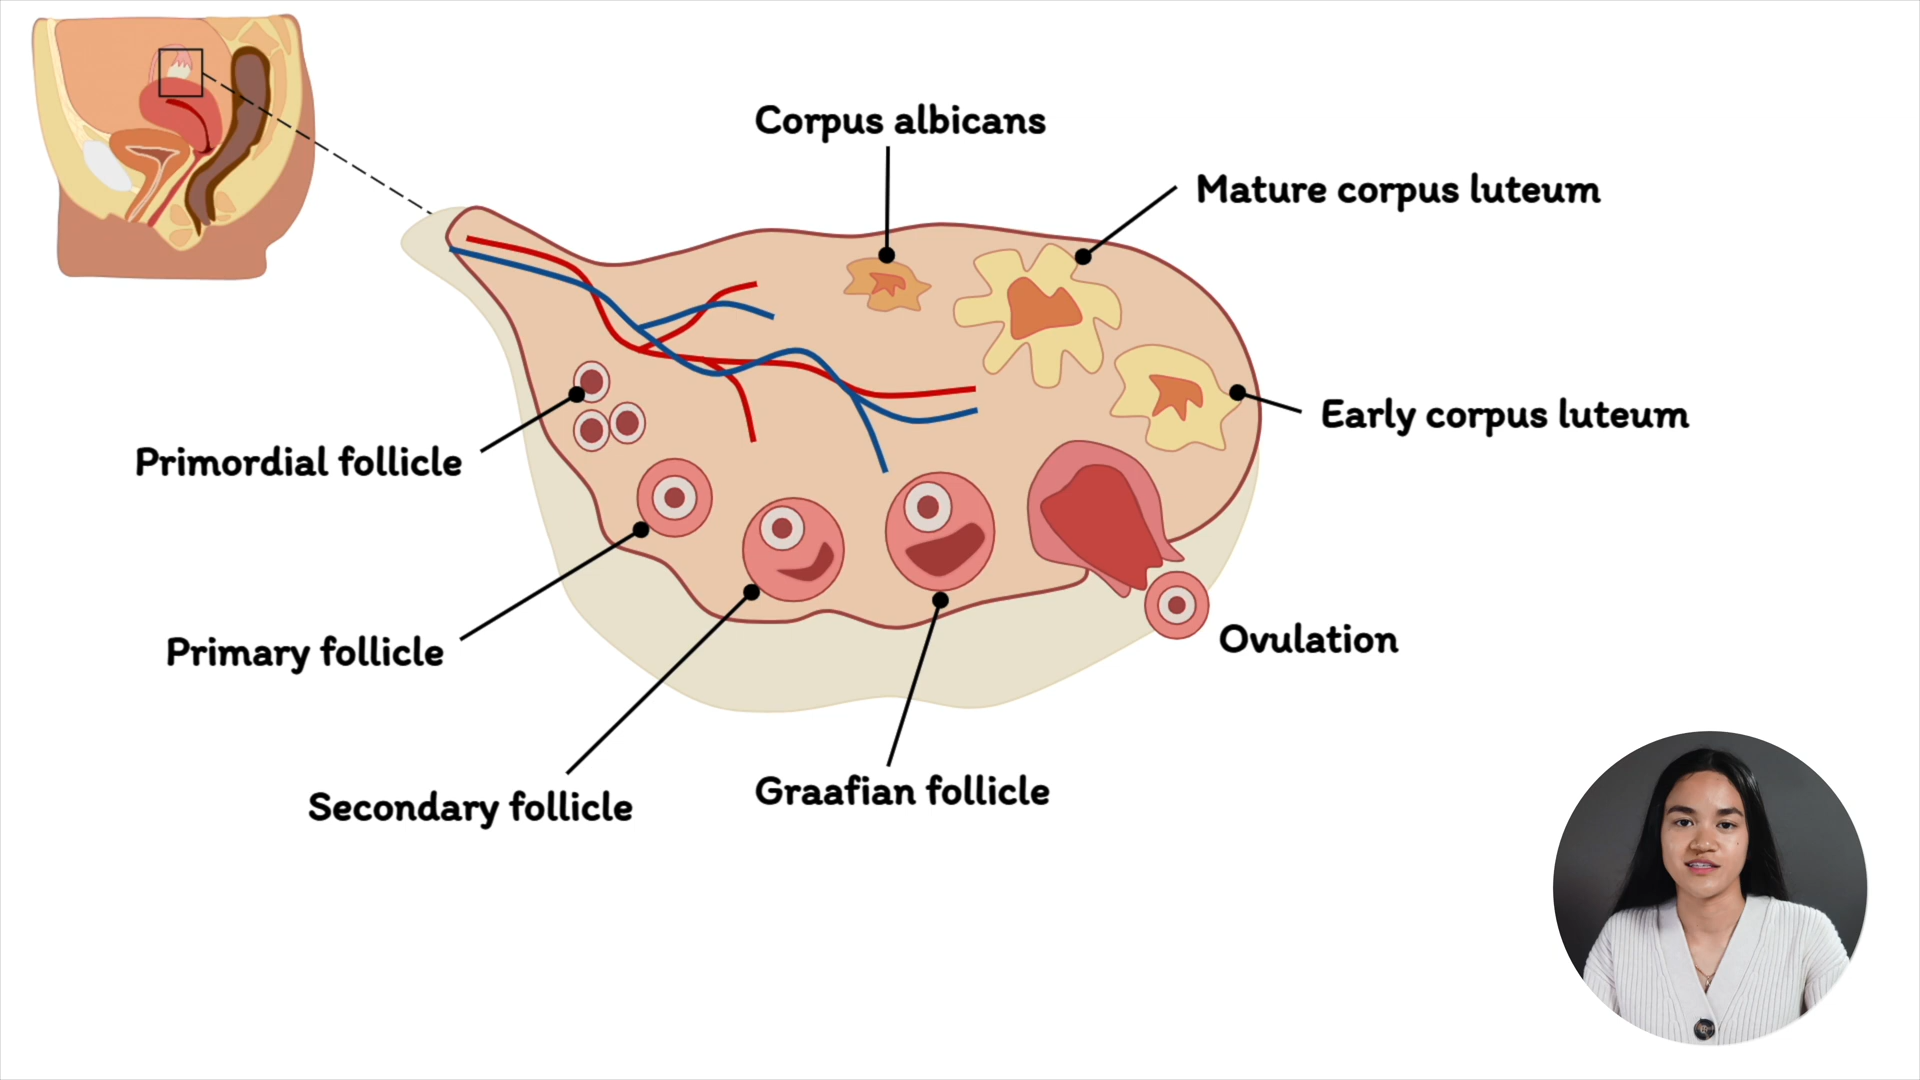 Corpus albicans
Mature corpus luteum
Early corpus luteum
Primordial follicle
Ovulation
Primary follicle
Graafian follicle
Secondary follicle